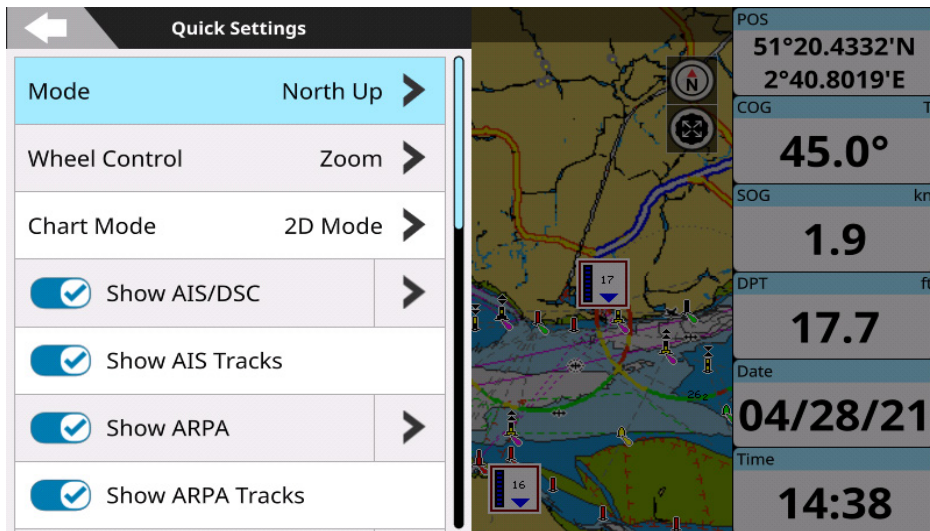 Quick Settings
Mode North Up
Wheel Control Zoom
Chart Mode 2D Mode
Show AIS/DSC
Show AIS Tracks
Show ARPA
Show ARPA Tracks
N
17
26₂
16
POS
51°20.4332'N
2°40.8019'E
COG T
45.0°
SOG kn
1.9
DPT ft
17.7
Date
04/28/21
Time
14:38